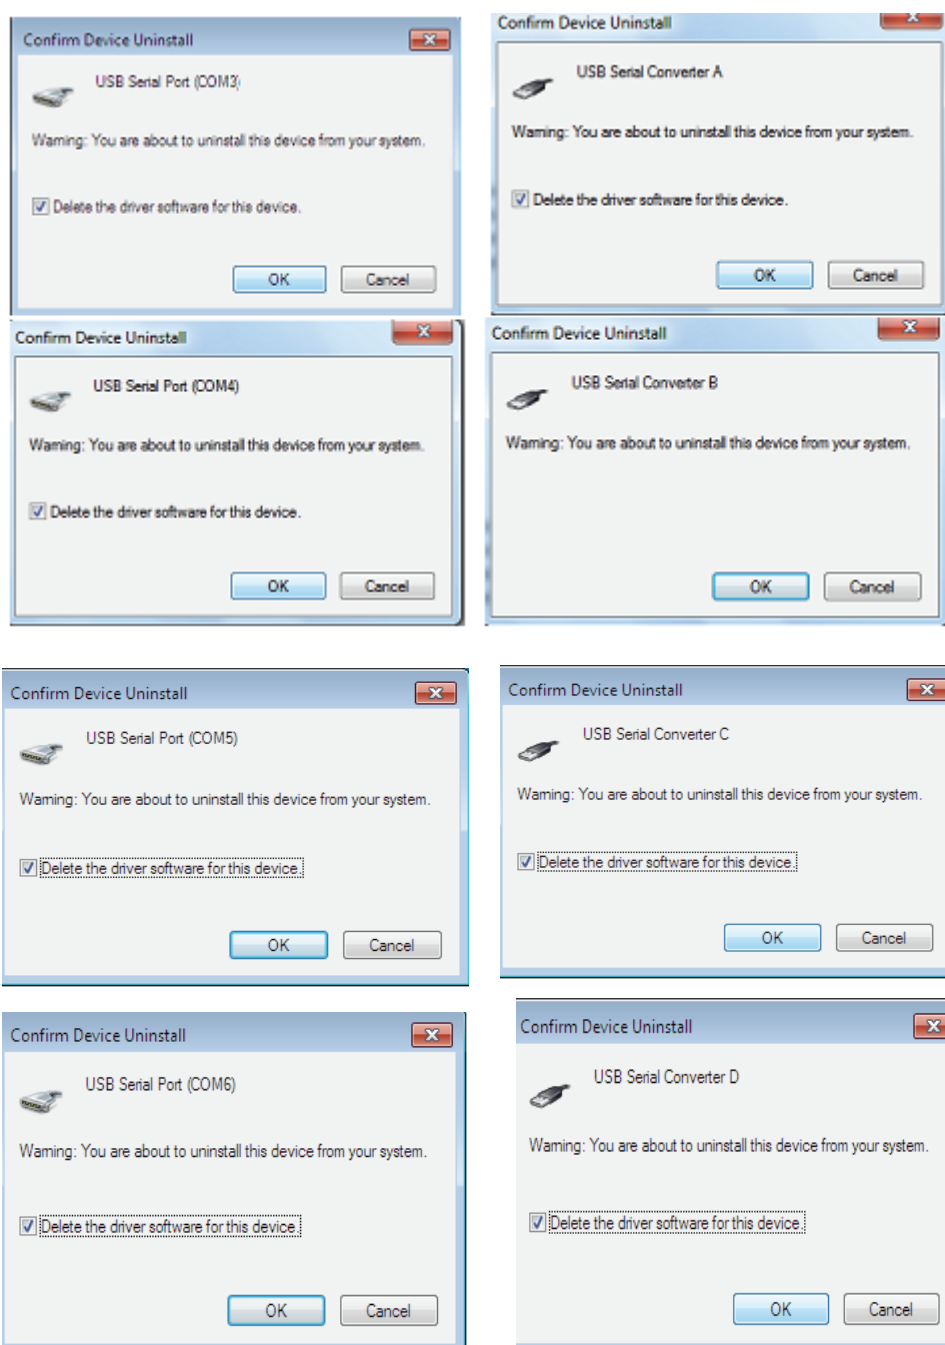 Confirm Device Uninstall
USB Serial Port (COM3)
Warning: You are about to uninstall this device from your system.
Delete the driver software for this device.
OK Cancel
Confirm Device Uninstall
USB Serial Converter A
Warning: You are about to uninstall this device from your system.
Delete the driver software for this device.
OK Cancel
Confirm Device Uninstall
USB Serial Port (COM4)
Warning: You are about to uninstall this device from your system.
Delete the driver software for this device.
OK Cancel
Confirm Device Uninstall
USB Serial Converter B
Warning: You are about to uninstall this device from your system.
OK Cancel
Confirm Device Uninstall
USB Serial Port (COM5)
Warning: You are about to uninstall this device from your system.
Delete the driver software for this device.
OK Cancel
Confirm Device Uninstall
USB Serial Converter C
Warning: You are about to uninstall this device from your system.
Delete the driver software for this device.
OK Cancel
Confirm Device Uninstall
USB Serial Port (COM6)
Warning: You are about to uninstall this device from your system.
Delete the driver software for this device.
OK Cancel
Confirm Device Uninstall
USB Serial Converter D
Warning: You are about to uninstall this device from your system.
Delete the driver software for this device.
OK Cancel